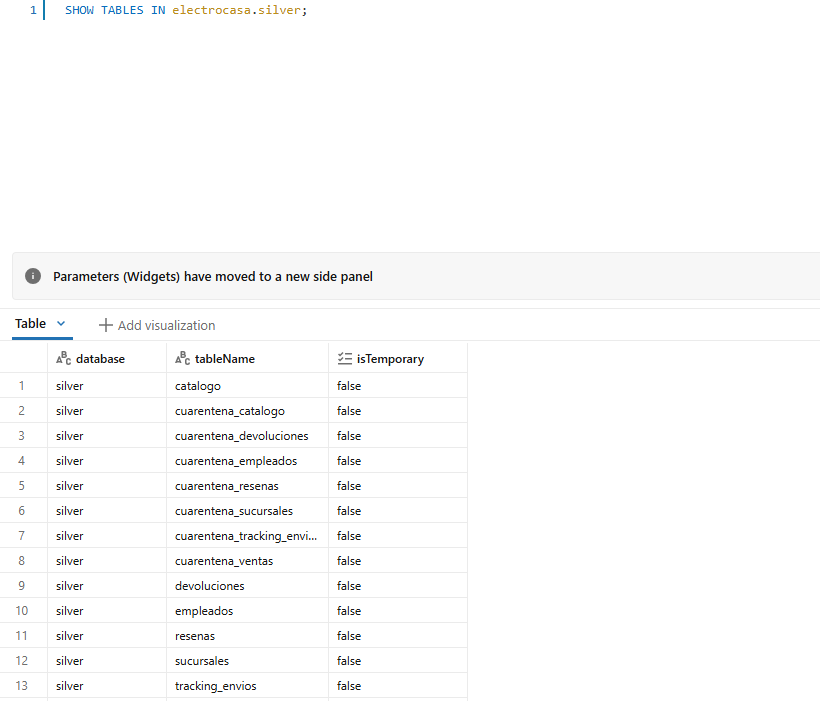 1 SHOW TABLES IN electrocasa.silver;
Parameters (Widgets) have moved to a new side panel
Table Add visualization
database tableName isTemporary
1 silver catalogo false
2 silver cuarentena_catalogo false
3 silver cuarentena_devoluciones false
4 silver cuarentena_empleados false
5 silver cuarentena_resenas false
6 silver cuarentena_sucursales false
7 silver cuarentena_tracking_envi... false
8 silver cuarentena_ventas false
9 silver devoluciones false
10 silver empleados false
11 silver resenas false
12 silver sucursales false
13 silver tracking_envios false